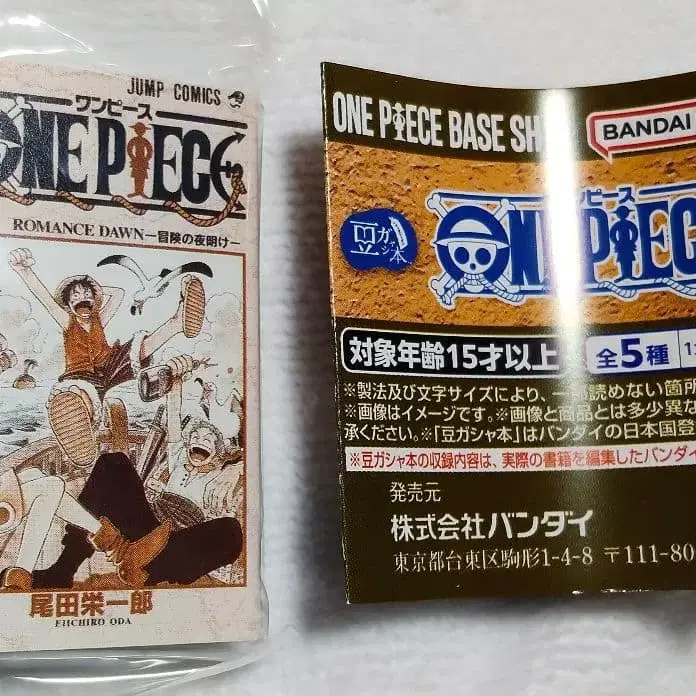 JUMP COMICS
ワンピース
ONE PIECE
ROMANCE DAWN—冒険の夜明け—
尾田栄一郎
EIICHIRO ODA
ONE PIECE BASE SH
BANDAI
豆ガシャ本
ピース
ONE PIEC
対象年齢15才以上
全5種
※製法及び文字サイズにより、一部読めない箇所
※画像はイメージです。※画像と商品とは多少異な
承ください。※「豆ガシャ本」はバンダイの日本国登
※豆ガシャ本の収録内容は、実際の書籍を編集したバンダイ
発売元
株式会社バンダイ
東京都台東区駒形1-4-8 〒111-80